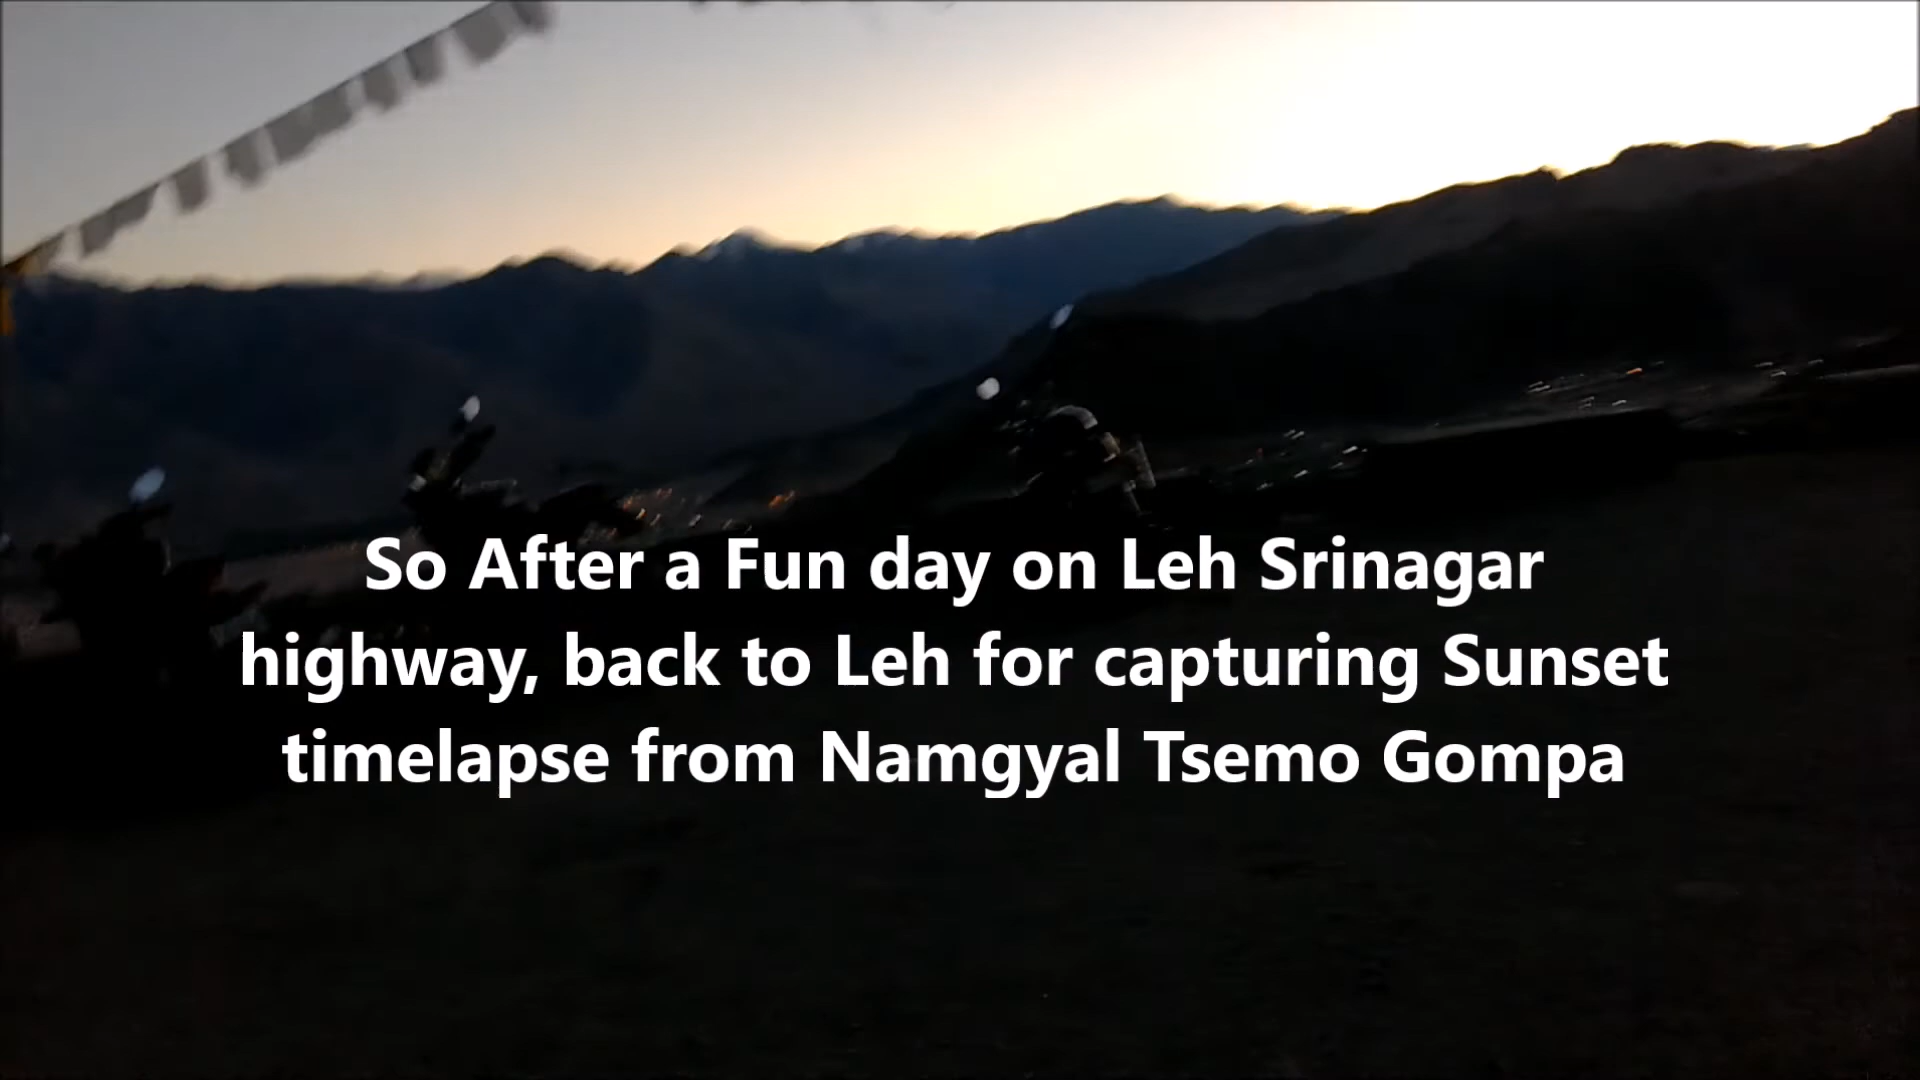 So After a Fun day on Leh Srinagar
highway, back to Leh for capturing Sunset
timelapse from Namgyal Tsemo Gompa